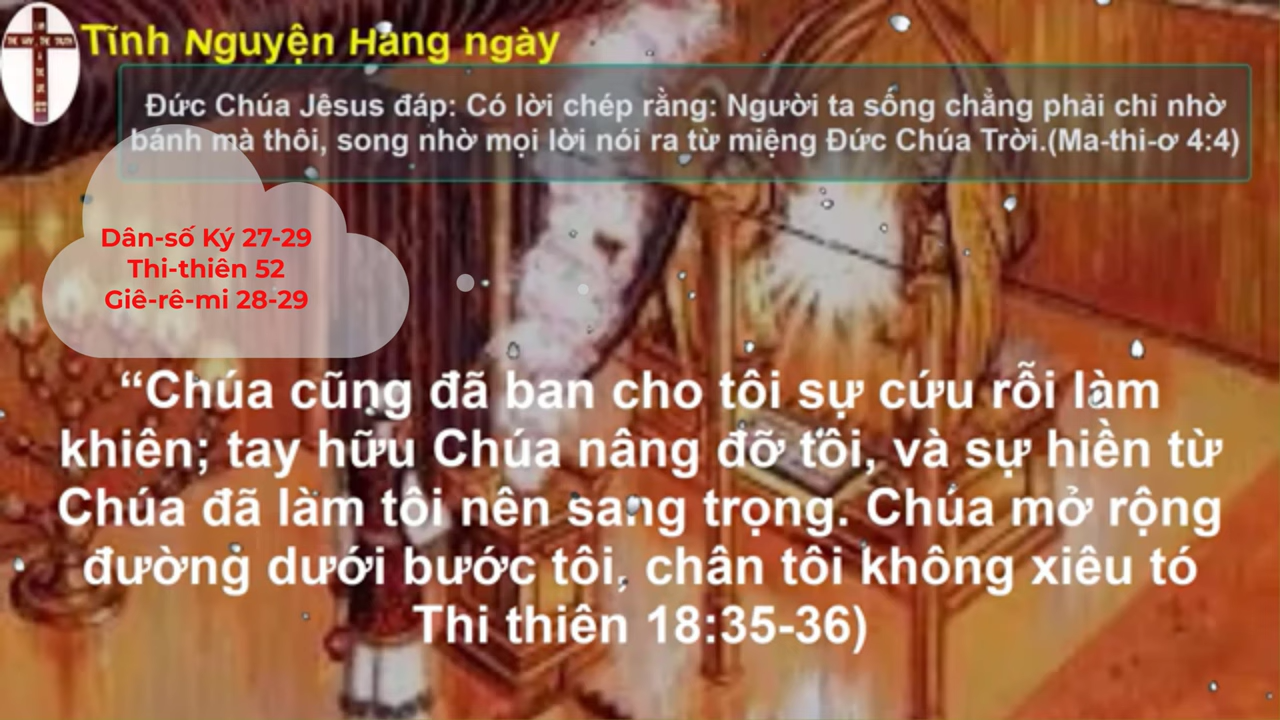 Tĩnh Nguyện Hàng ngày
Đức Chúa Jêsus đáp: Có lời chép rằng: Người ta sống chẳng phải chỉ nhờ
bánh mà thôi, song nhờ mọi lời nói ra từ miệng Đức Chúa Trời.(Ma-thi-ơ 4:4)
Dân-số Ký 27-29
Thi-thiên 52
Giê-rê-mi 28-29
“Chúa cũng đã ban cho tôi sự cứu rỗi làm
khiên; tay hữu Chúa nâng đỡ tôi, và sự hiền từ
Chúa đã làm tôi nên sang trọng. Chúa mở rộng
đường dưới bước tôi, chân tôi không xiêu tó
Thi thiên 18:35-36)